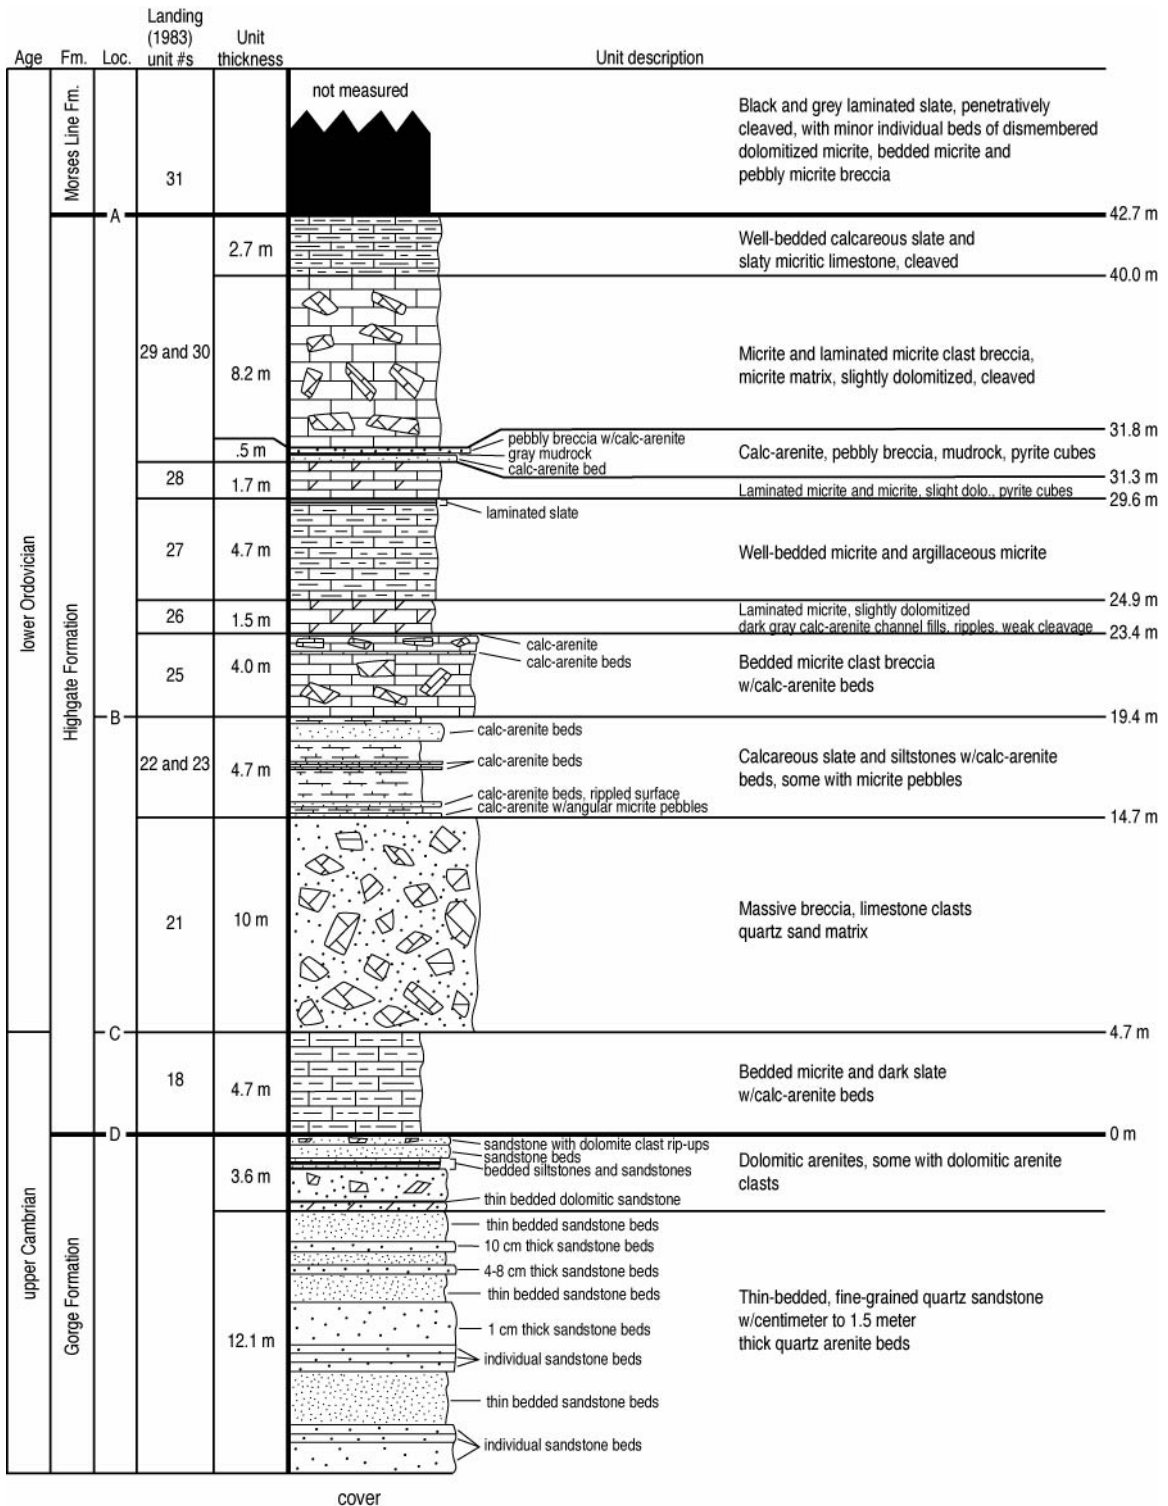 Landing
(1983)
unit #s
Unit
thickness
Age
Fm.
Loc.
Unit description
lower Ordovician
upper Cambrian
Morses Line Fm.
Highgate Formation
Gorge Formation
A
B
C
D
not measured
31
Black and grey laminated slate, penetratively
cleaved, with minor individual beds of dismembered
dolomitized micrite, bedded micrite and
pebbly micrite breccia
42.7 m
2.7 m
Well-bedded calcareous slate and
slaty micritic limestone, cleaved
40.0 m
29 and 30
8.2 m
Micrite and laminated micrite clast breccia,
micrite matrix, slightly dolomitized, cleaved
31.8 m
.5 m
pebbly breccia w/calc-arenite
gray mudrock
calc-arenite bed
Calc-arenite, pebbly breccia, mudrock, pyrite cubes
31.3 m
28
1.7 m
Laminated micrite and micrite, slight dolo., pyrite cubes
29.6 m
laminated slate
27
4.7 m
Well-bedded micrite and argillaceous micrite
24.9 m
26
1.5 m
Laminated micrite, slightly dolomitized
dark gray calc-arenite channel fills, ripples, weak cleavage
23.4 m
25
4.0 m
calc-arenite
calc-arenite beds
Bedded micrite clast breccia
w/calc-arenite beds
19.4 m
22 and 23
4.7 m
calc-arenite beds
calc-arenite beds
calc-arenite beds, rippled surface
calc-arenite w/angular micrite pebbles
Calcareous slate and siltstones w/calc-arenite
beds, some with micrite pebbles
14.7 m
21
10 m
Massive breccia, limestone clasts
quartz sand matrix
4.7 m
18
4.7 m
Bedded micrite and dark slate
w/calc-arenite beds
0 m
3.6 m
sandstone with dolomite clast rip-ups
sandstone beds
bedded siltstones and sandstones
thin bedded dolomitic sandstone
Dolomitic arenites, some with dolomitic arenite
clasts
12.1 m
thin bedded sandstone beds
10 cm thick sandstone beds
4-8 cm thick sandstone beds
thin bedded sandstone beds
1 cm thick sandstone beds
individual sandstone beds
thin bedded sandstone beds
individual sandstone beds
Thin-bedded, fine-grained quartz sandstone
w/centimeter to 1.5 meter
thick quartz arenite beds
cover